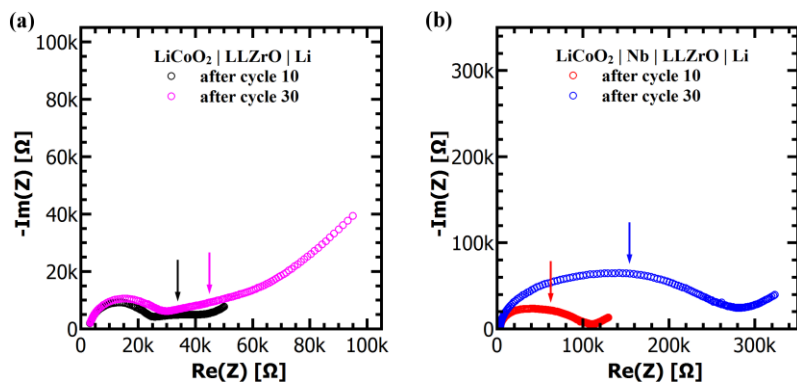 (a)
100k
80k
60k
40k
20k
0
-Im(Z) [Ω]
LiCoO₂ | LLZrO | Li
after cycle 10
after cycle 30
0 20k 40k 60k 80k 100k
Re(Z) [Ω]
(b)
300k
200k
100k
0
LiCoO₂ | Nb | LLZrO | Li
after cycle 10
after cycle 30
0 100k 200k 300k
Re(Z) [Ω]